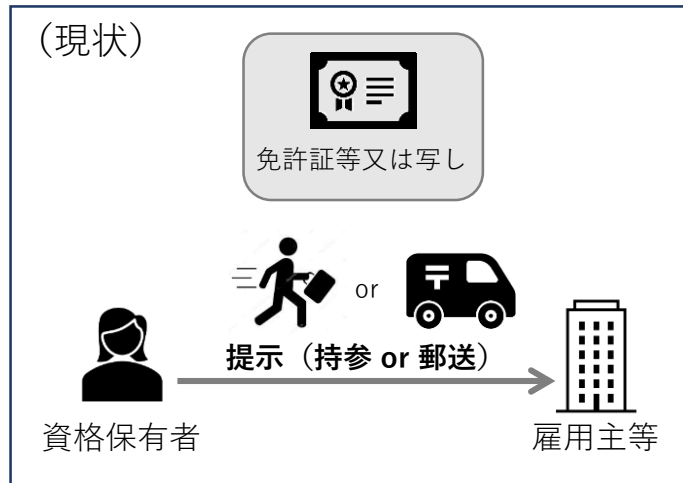 （現状）
免許証等又は写し
or
提示（持参 or 郵送）
資格保有者
雇用主等